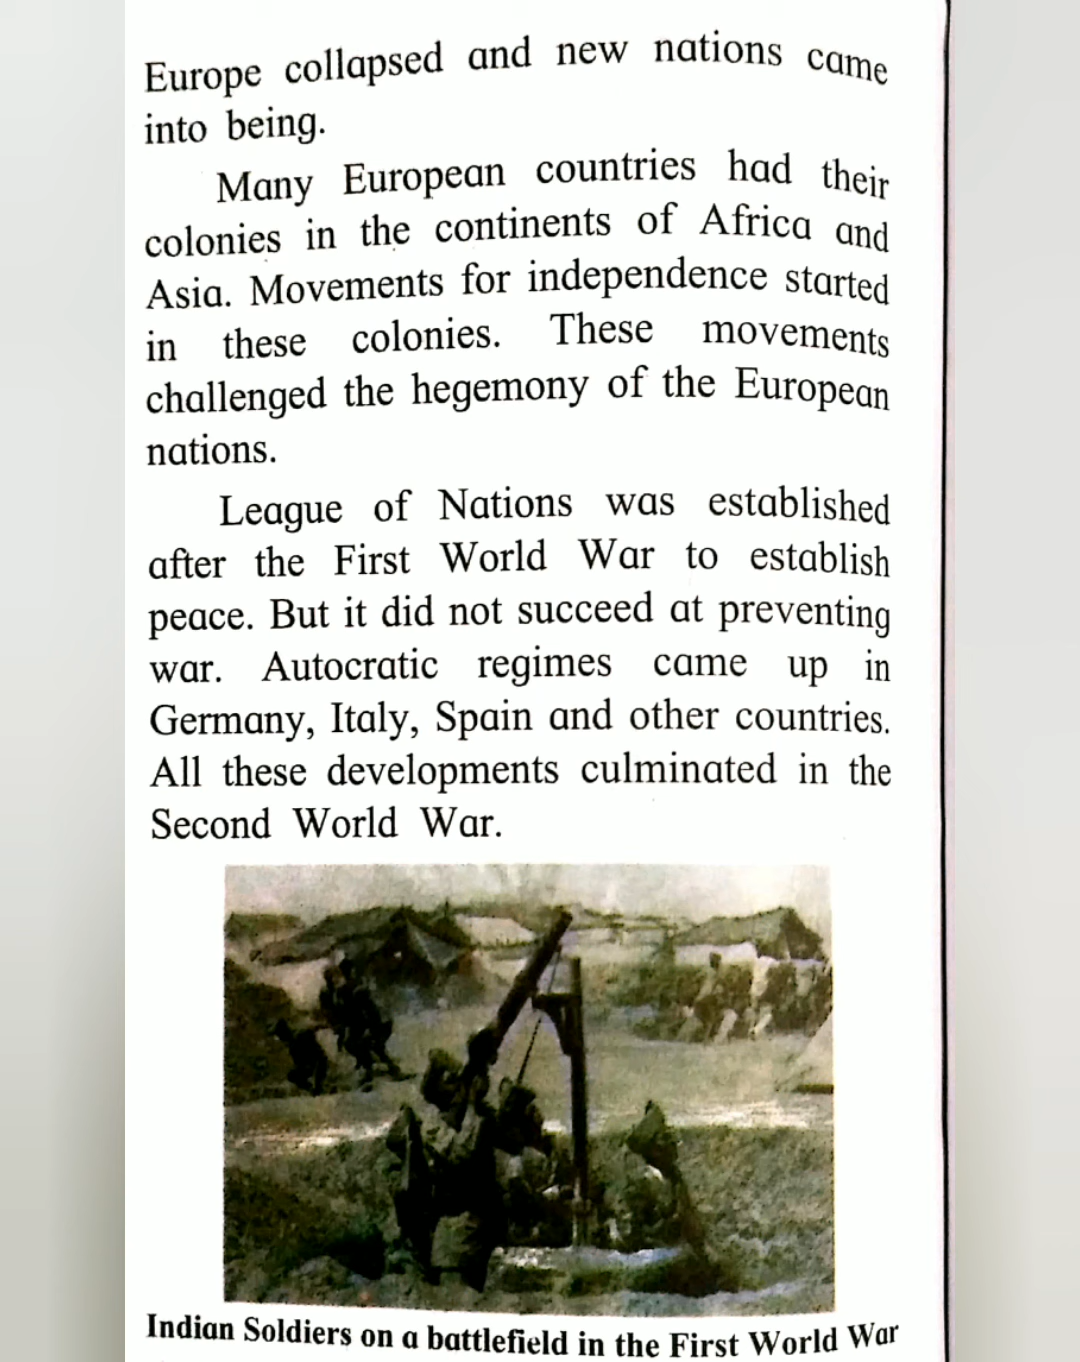 Europe collapsed and new nations came
into being.
Many European countries had their
colonies in the continents of Africa and
Asia. Movements for independence started
in these colonies. These movements
challenged the hegemony of the European
nations.
League of Nations was established
after the First World War to establish
peace. But it did not succeed at preventing
war. Autocratic regimes came up in
Germany, Italy, Spain and other countries.
All these developments culminated in the
Second World War.
Indian Soldiers on a battlefield in the First World War